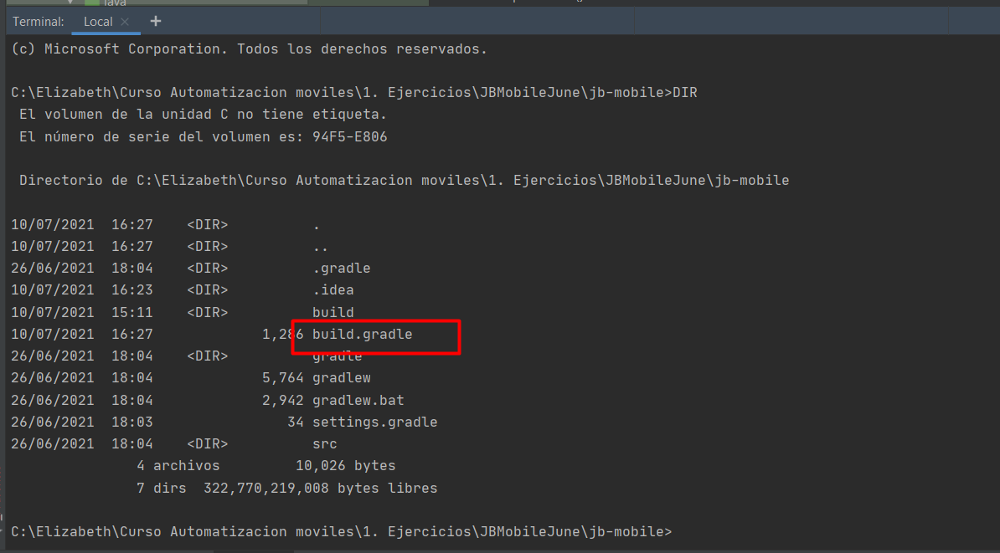 java
Terminal: Local × +
(c) Microsoft Corporation. Todos los derechos reservados.
C:\Elizabeth\Curso Automatizacion moviles\1. Ejercicios\JBMobileJune\jb-mobile>DIR
El volumen de la unidad C no tiene etiqueta.
El número de serie del volumen es: 94F5-E806
Directorio de C:\Elizabeth\Curso Automatizacion moviles\1. Ejercicios\JBMobileJune\jb-mobile
10/07/2021 16:27 <DIR> .
10/07/2021 16:27 <DIR> ..
26/06/2021 18:04 <DIR> .gradle
10/07/2021 16:23 <DIR> .idea
10/07/2021 15:11 <DIR> build
10/07/2021 16:27 1,286 build.gradle
26/06/2021 18:04 <DIR> gradle
26/06/2021 18:04 5,764 gradlew
26/06/2021 18:04 2,942 gradlew.bat
26/06/2021 18:03 34 settings.gradle
26/06/2021 18:04 <DIR> src
4 archivos 10,026 bytes
7 dirs 322,770,219,008 bytes libres
C:\Elizabeth\Curso Automatizacion moviles\1. Ejercicios\JBMobileJune\jb-mobile>